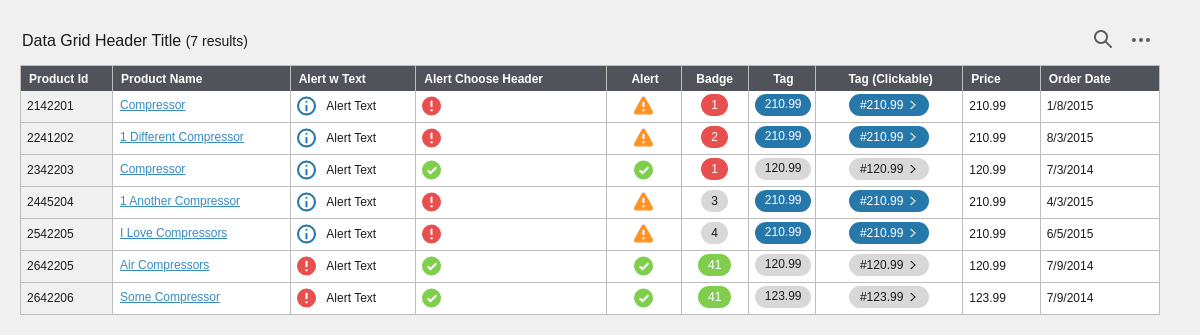 Data Grid Header Title (7 results)
Product Id Product Name Alert w Text Alert Choose Header Alert Badge Tag Tag (Clickable) Price Order Date
2142201 Compressor Alert Text 1 210.99 #210.99 210.99 1/8/2015
2241202 1 Different Compressor Alert Text 2 210.99 #210.99 210.99 8/3/2015
2342203 Compressor Alert Text 1 120.99 #120.99 120.99 7/3/2014
2445204 1 Another Compressor Alert Text 3 210.99 #210.99 210.99 4/3/2015
2542205 I Love Compressors Alert Text 4 210.99 #210.99 210.99 6/5/2015
2642205 Air Compressors Alert Text 41 120.99 #120.99 120.99 7/9/2014
2642206 Some Compressor Alert Text 41 123.99 #123.99 123.99 7/9/2014